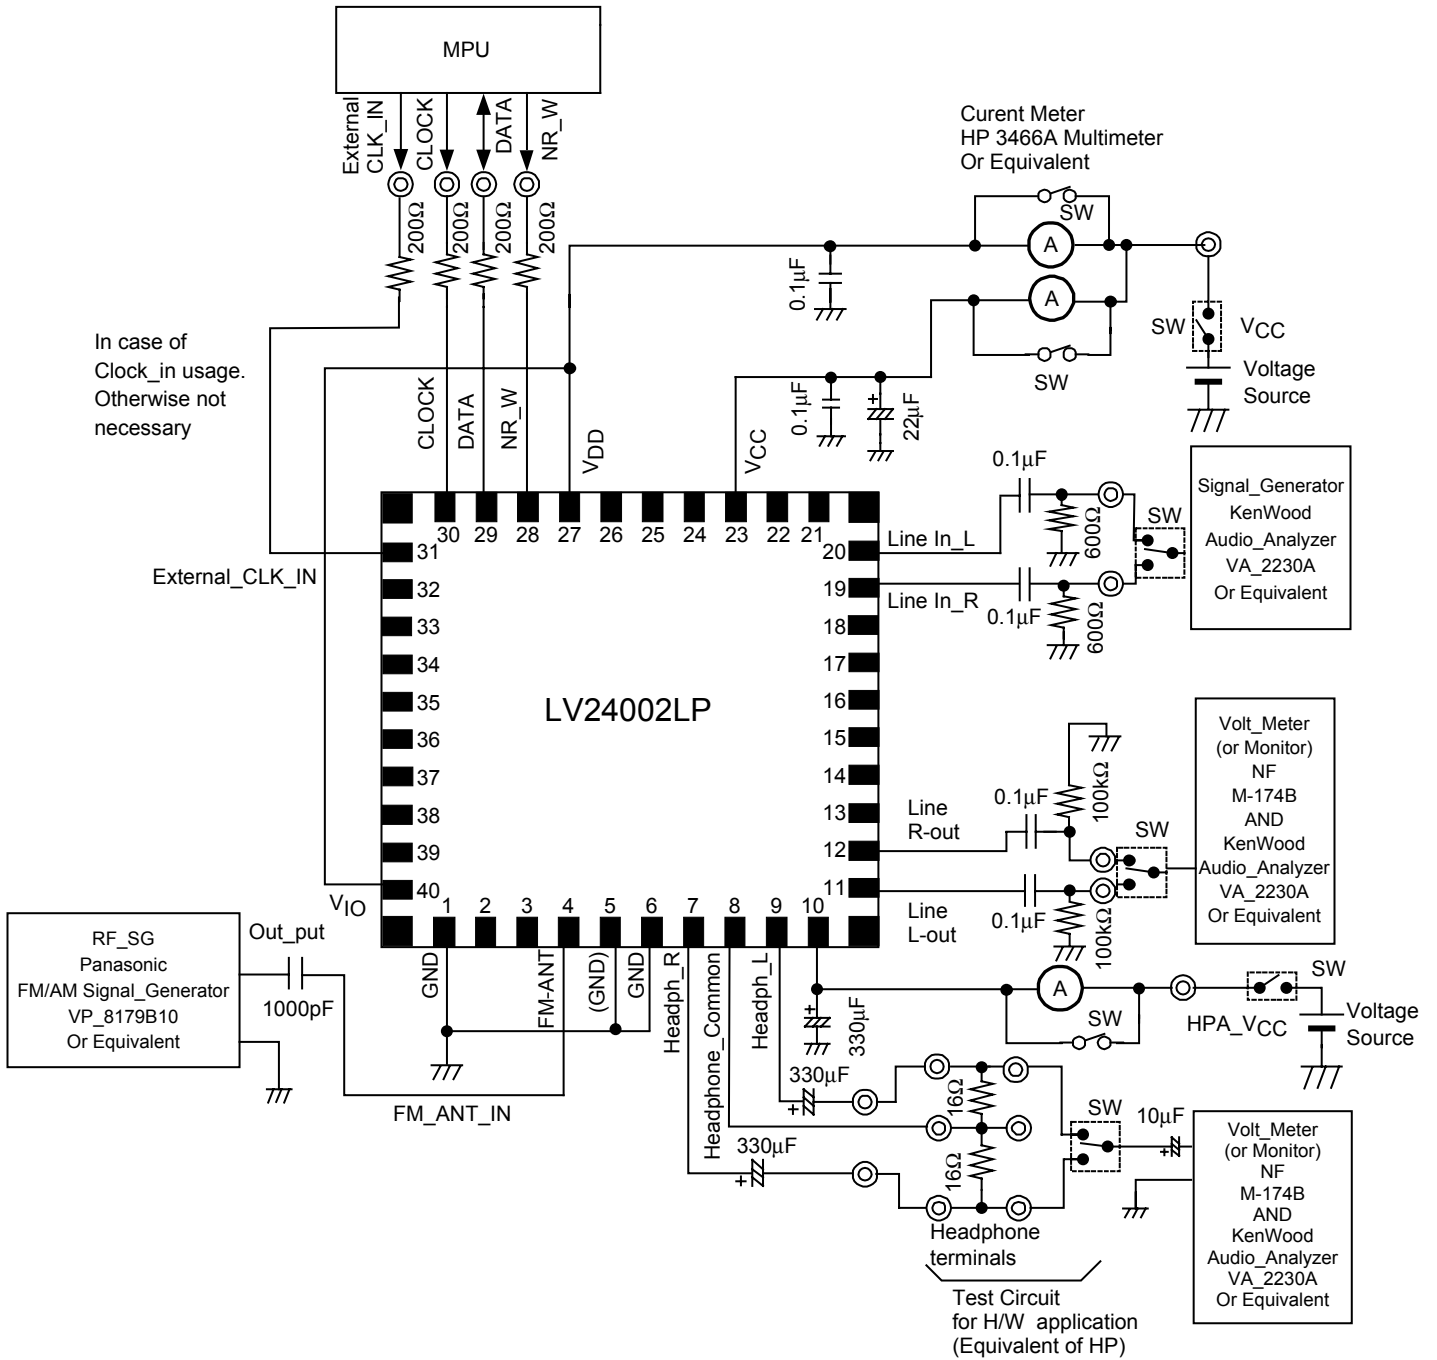 MPU
External
CLK_IN
CLOCK
DATA
NR_W
200Ω
200Ω
200Ω
200Ω
Curent Meter
HP 3466A Multimeter
Or Equivalent
SW
A
0.1µF
A
SW
SW
VCC
Voltage
Source
In case of
Clock_in usage.
Otherwise not
necessary
CLOCK
DATA
NR_W
VDD
VCC
0.1µF
+
22µF
30
29
28
27
26
25
24
23
22
21
31
32
33
34
35
36
37
38
39
40
20
19
18
17
16
15
14
13
12
11
1
2
3
4
5
6
7
8
9
10
LV24002LP
External_CLK_IN
VIO
Line In_L
0.1µF
600Ω
SW
Line In_R
0.1µF
600Ω
Signal_Generator
KenWood
Audio_Analyzer
VA_2230A
Or Equivalent
Line
R-out
0.1µF
100kΩ
SW
Line
L-out
0.1µF
100kΩ
Volt_Meter
(or Monitor)
NF
M-174B
AND
KenWood
Audio_Analyzer
VA_2230A
Or Equivalent
RF_SG
Panasonic
FM/AM Signal_Generator
VP_8179B10
Or Equivalent
Out_put
1000pF
FM_ANT_IN
GND
FM-ANT
(GND)
GND
Headph_R
Headphone_Common
Headph_L
+
330µF
A
SW
HPA_VCC
SW
Voltage
Source
330µF
+
330µF
+
16Ω
16Ω
SW
10µF
+
Headphone
terminals
Test Circuit
for H/W application
(Equivalent of HP)
Volt_Meter
(or Monitor)
NF
M-174B
AND
KenWood
Audio_Analyzer
VA_2230A
Or Equivalent